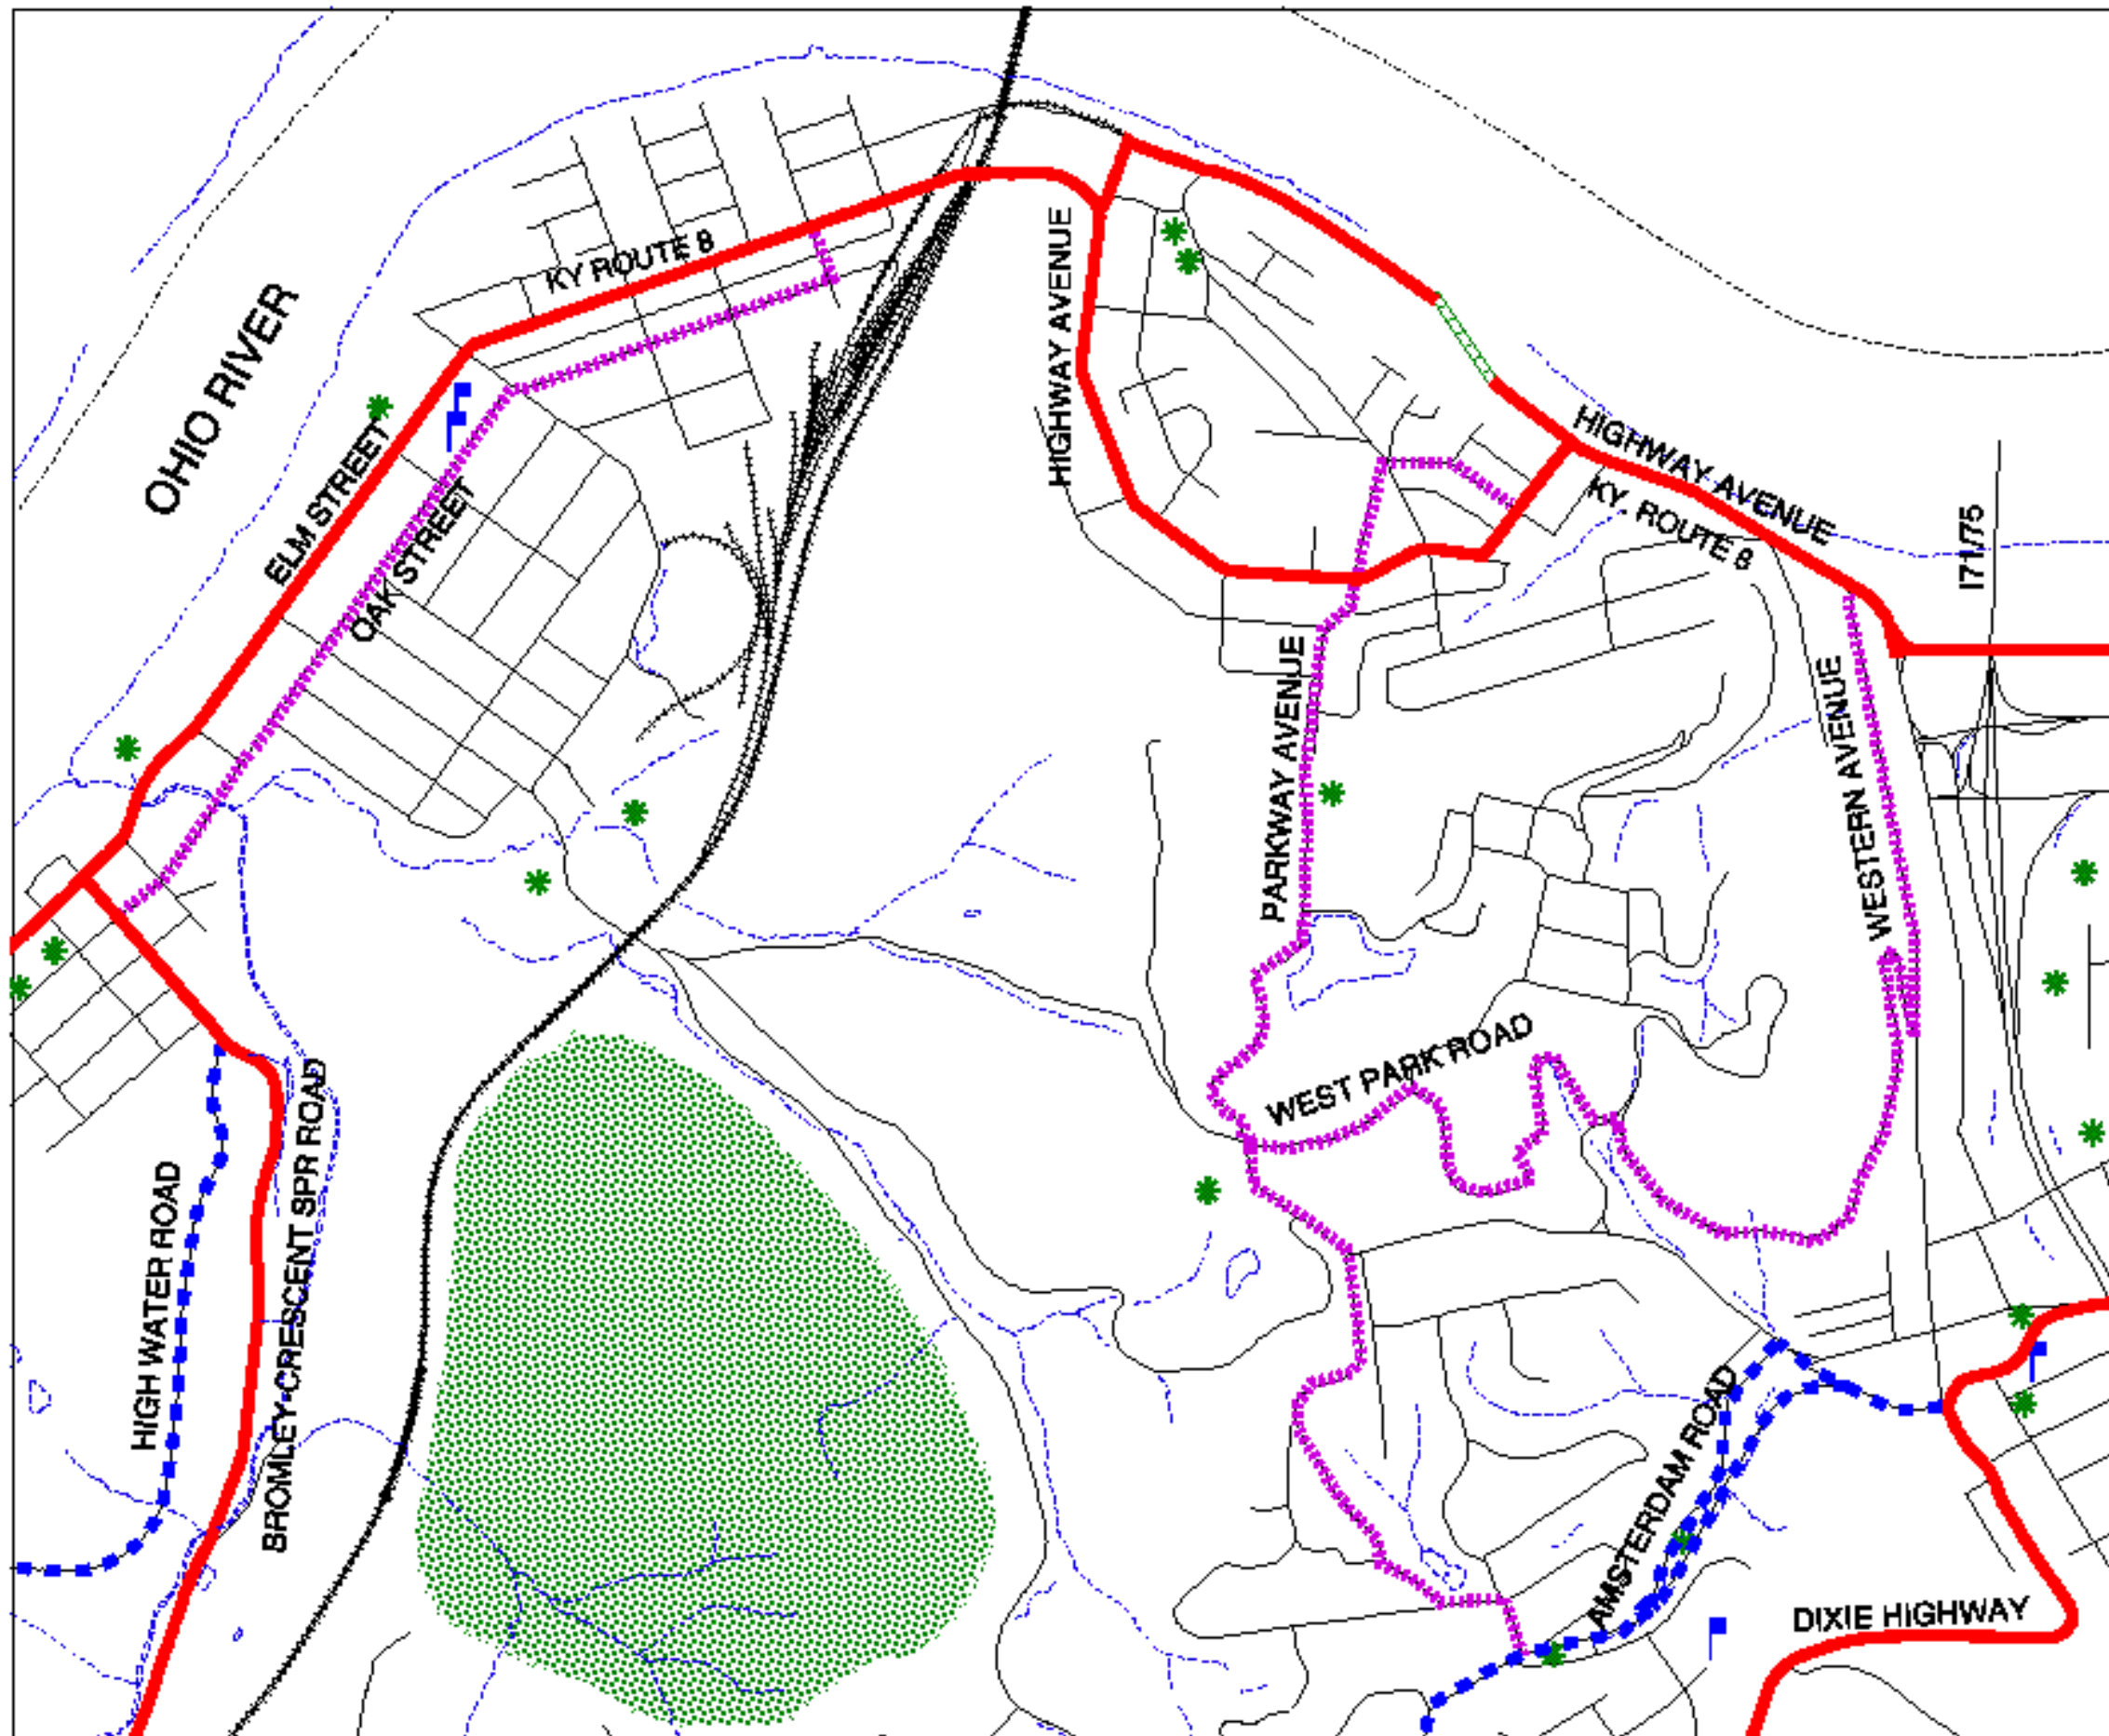 KY ROUTE 8
OHIO RIVER
HIGHWAY AVENUE
ELM STREET
OAK STREET
HIGHWAY AVENUE
KY. ROUTE 8
I71/75
PARKWAY AVENUE
WESTERN AVENUE
WEST PARK ROAD
HIGH WATER ROAD
BROMLEY-CRESCENT SPR ROAD
AMSTERDAM ROAD
DIXIE HIGHWAY